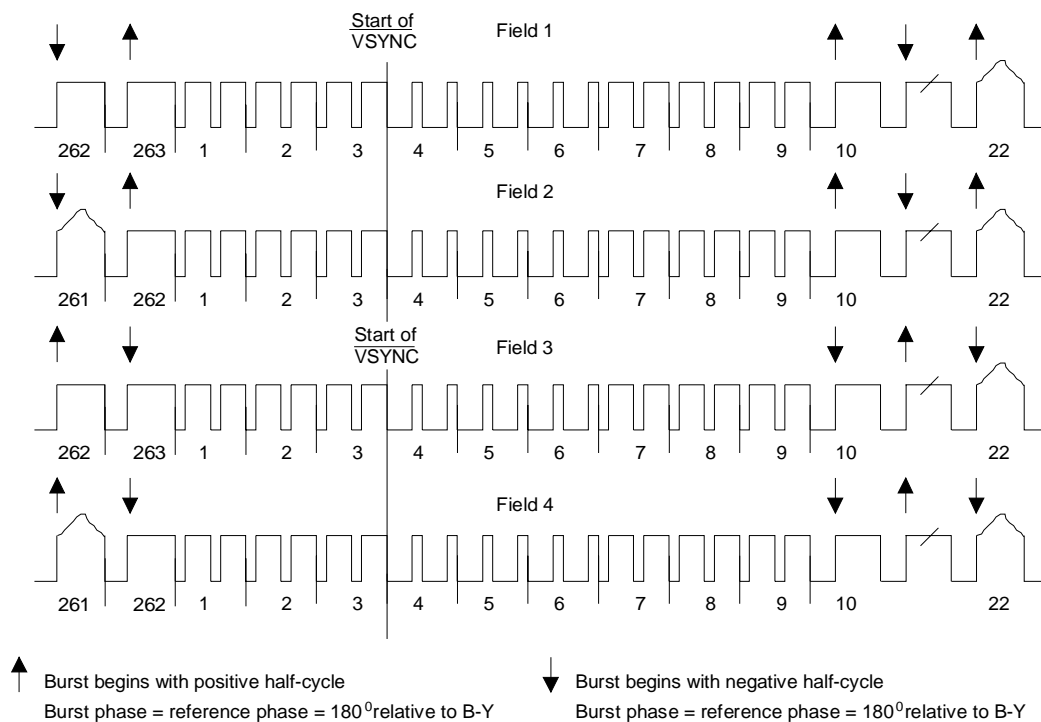 Start of
VSYNC
Field 1
262 263 1 2 3 4 5 6 7 8 9 10 22
Field 2
261 262 1 2 3 4 5 6 7 8 9 10 22
Start of
VSYNC
Field 3
262 263 1 2 3 4 5 6 7 8 9 10 22
Field 4
261 262 1 2 3 4 5 6 7 8 9 10 22
Burst begins with positive half-cycle
Burst phase = reference phase = 180⁰ relative to B-Y
Burst begins with negative half-cycle
Burst phase = reference phase = 180⁰ relative to B-Y